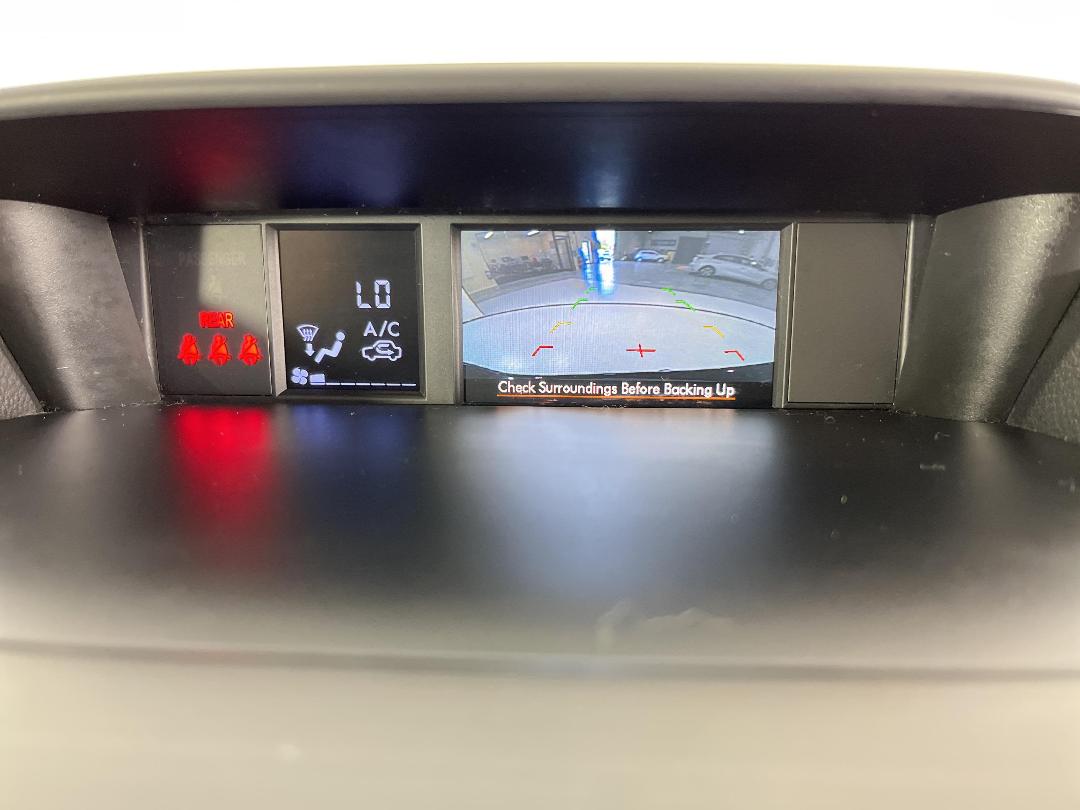 PASSENGER
REAR
LO
A/C
Check Surroundings Before Backing Up